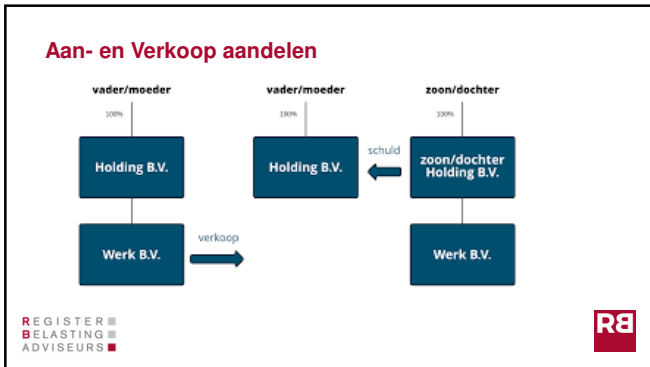 Aan- en Verkoop aandelen
vader/moeder
100%
Holding B.V.
Werk B.V.
verkoop
vader/moeder
100%
Holding B.V.
schuld
zoon/dochter
100%
zoon/dochter
Holding B.V.
Werk B.V.
REGISTER
BELASTING
ADVISEURS
RB